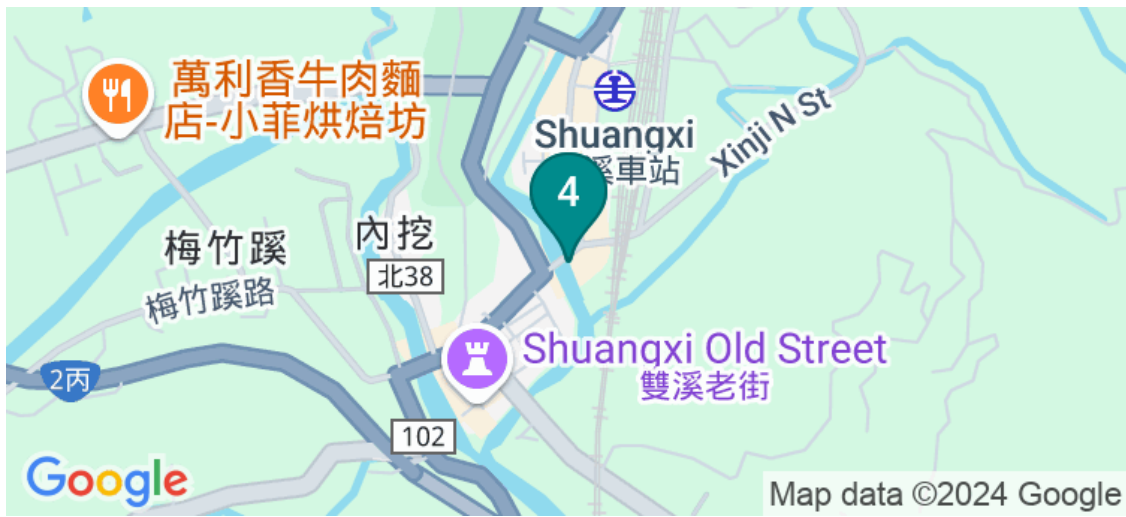 萬利香牛肉麵
店-小菲烘焙坊
Shuangxi
溪車站
Xinji N St
4
內挖
梅竹蹊
北38
梅竹蹊路
Shuangxi Old Street
雙溪老街
2丙
102
Google
Map data ©2024 Google